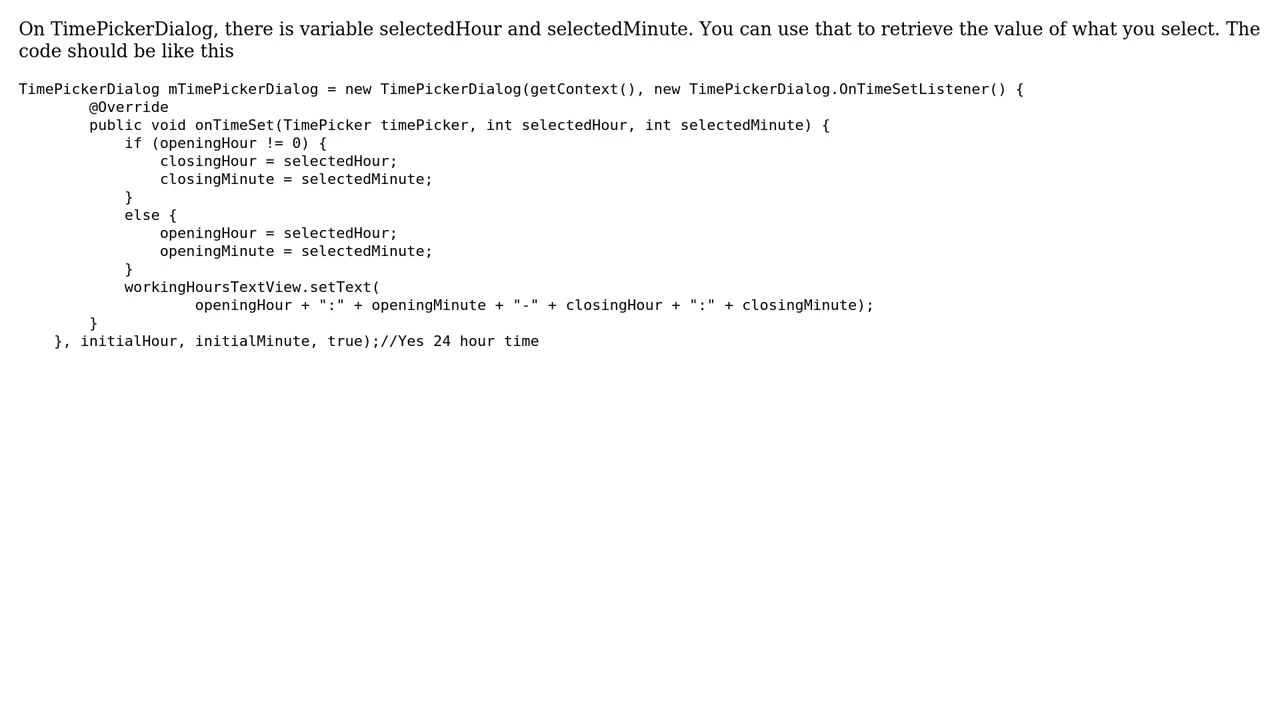 On TimePickerDialog, there is variable selectedHour and selectedMinute. You can use that to retrieve the value of what you select. The
code should be like this
TimePickerDialog mTimePickerDialog = new TimePickerDialog(getContext(), new TimePickerDialog.OnTimeSetListener() {
        @Override
        public void onTimeSet(TimePicker timePicker, int selectedHour, int selectedMinute) {
            if (openingHour != 0) {
                closingHour = selectedHour;
                closingMinute = selectedMinute;
            }
            else {
                openingHour = selectedHour;
                openingMinute = selectedMinute;
            }
            workingHoursTextView.setText(
                    openingHour + ":" + openingMinute + "-" + closingHour + ":" + closingMinute);
        }
    }, initialHour, initialMinute, true);//Yes 24 hour time